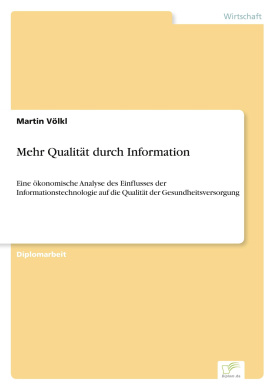 Wirtschaft
Martin Völkl
Mehr Qualität durch Information
Eine ökonomische Analyse des Einflusses der
Informationstechnologie auf die Qualität der Gesundheitsversorgung
Diplomarbeit
Diplom.de